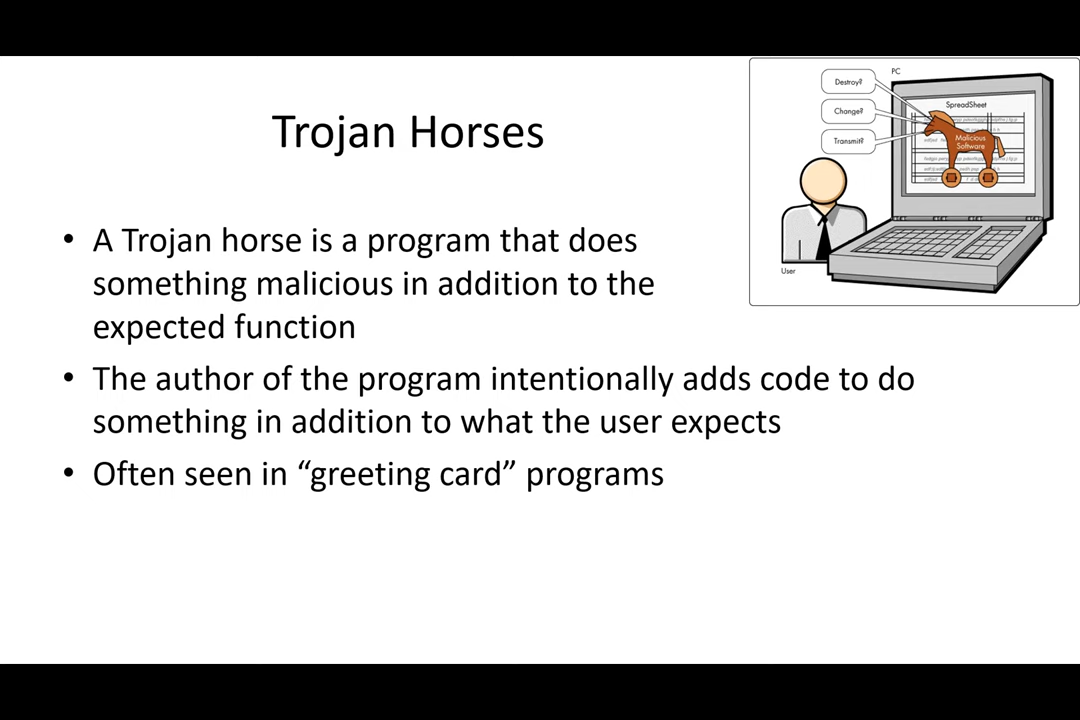 Trojan Horses
• A Trojan horse is a program that does
something malicious in addition to the
expected function
• The author of the program intentionally adds code to do
something in addition to what the user expects
• Often seen in “greeting card” programs
PC
Destroy?
Change?
Transmit?
SpreadSheet
Malicious
Software
User